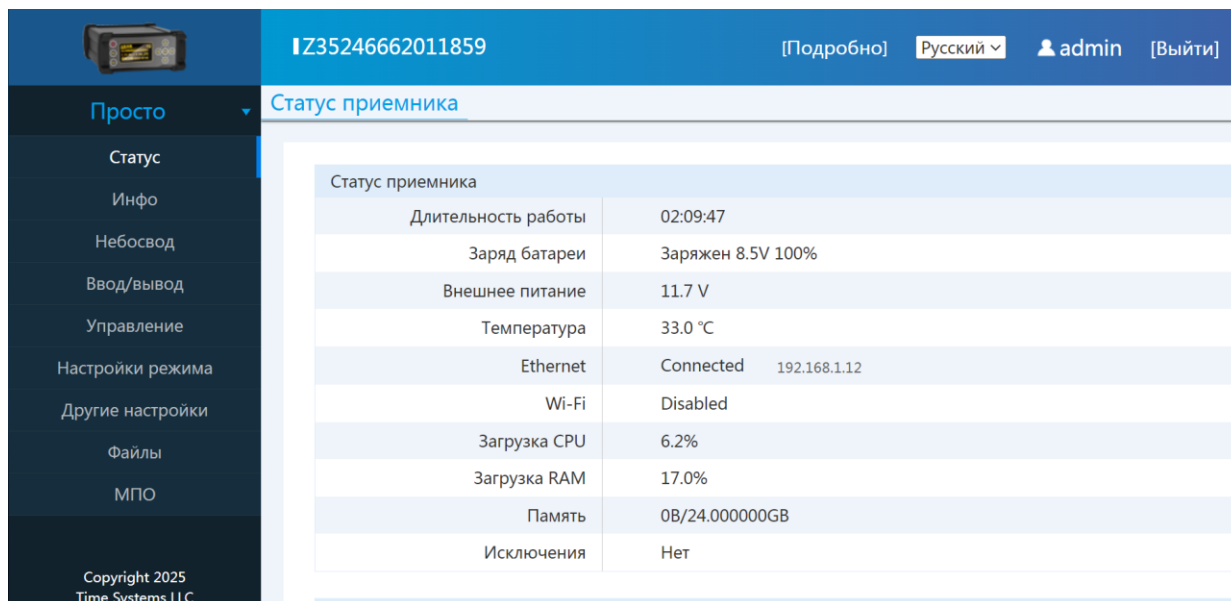 IZ35246662011859 [Подробно] Русский admin [Выйти]
Просто
Статус
Инфо
Небосвод
Ввод/вывод
Управление
Настройки режима
Другие настройки
Файлы
МПО
Copyright 2025
Time Systems LLC
Статус приемника
Статус приемника
Длительность работы 02:09:47
Заряд батареи Заряжен 8.5V 100%
Внешнее питание 11.7 V
Температура 33.0 ℃
Ethernet Connected 192.168.1.12
Wi-Fi Disabled
Загрузка CPU 6.2%
Загрузка RAM 17.0%
Память 0B/24.000000GB
Исключения Нет